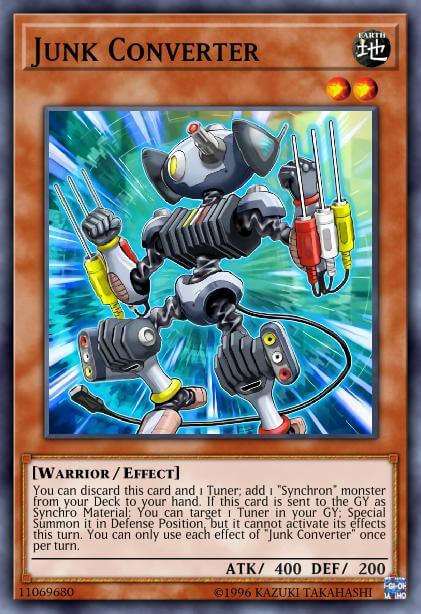 JUNK CONVERTER
EARTH
地
[WARRIOR / EFFECT]
You can discard this card and 1 Tuner; add 1 "Synchron" monster
from your Deck to your hand. If this card is sent to the GY as
Synchro Material: You can target 1 Tuner in your GY; Special
Summon it in Defense Position, but it cannot activate its effects
this turn. You can only use each effect of "Junk Converter" once
per turn.
ATK/ 400 DEF/ 200
11069680
©1996 KAZUKI TAKAHASHI